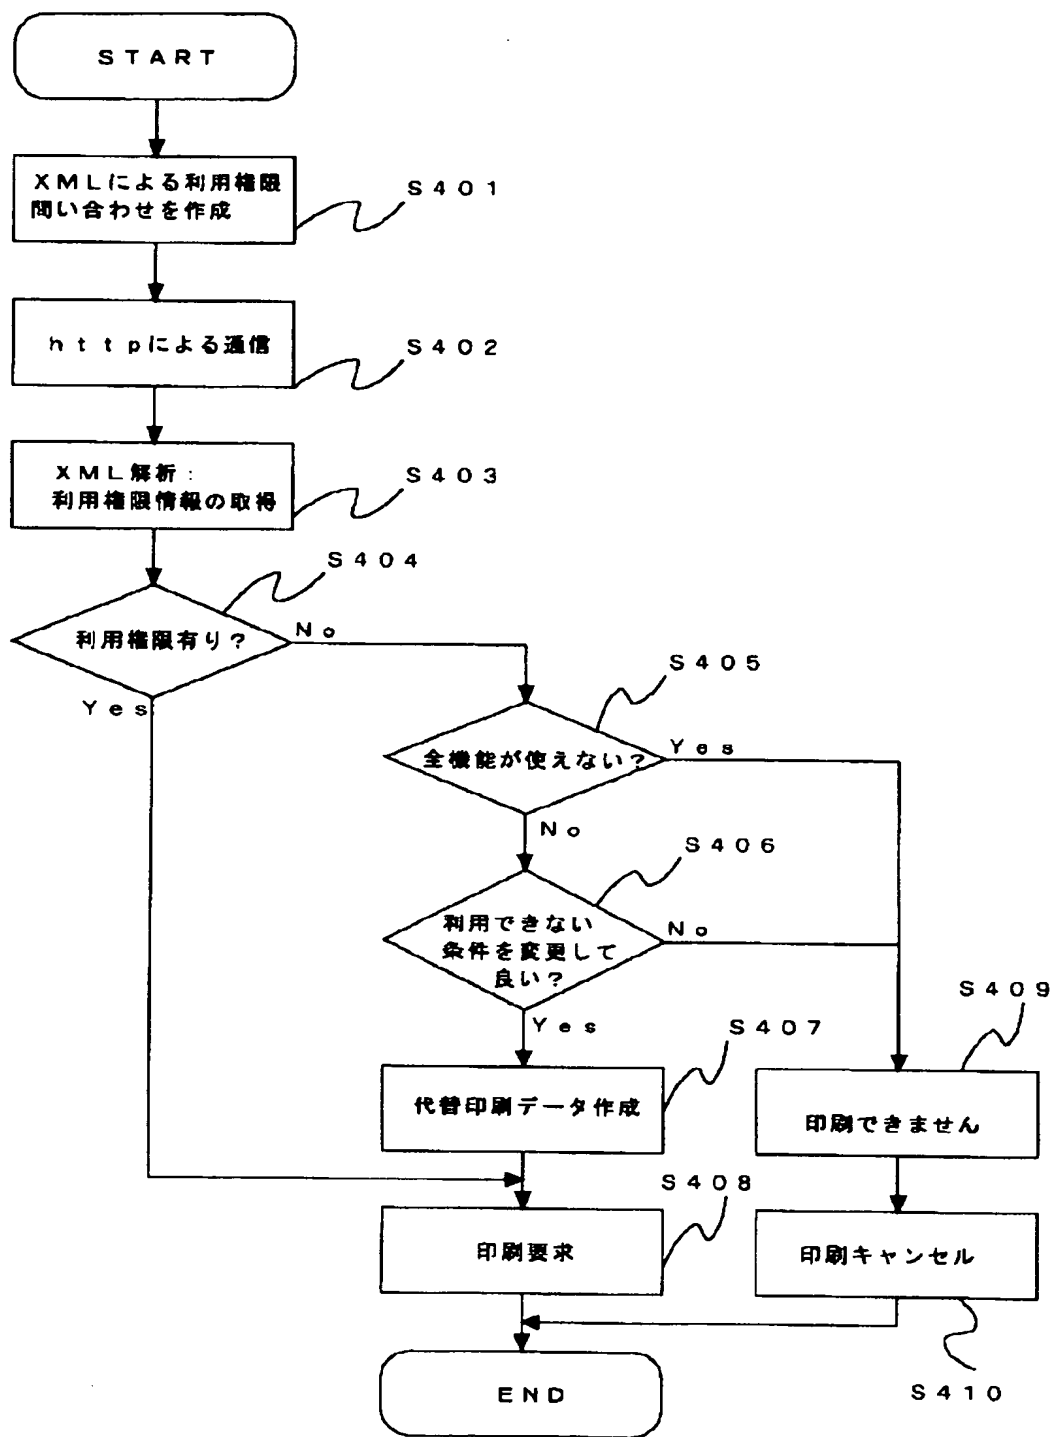 START
XMLによる利用権限
問い合わせを作成
S401
httpによる通信
S402
XML解析:
利用権限情報の取得
S403
S404
利用権限有り?
No
Yes
S405
全機能が使えない?
Yes
No
S406
利用できない
条件を変更して
良い?
No
Yes
S407
代替印刷データ作成
S409
印刷できません
S408
印刷要求
印刷キャンセル
S410
END